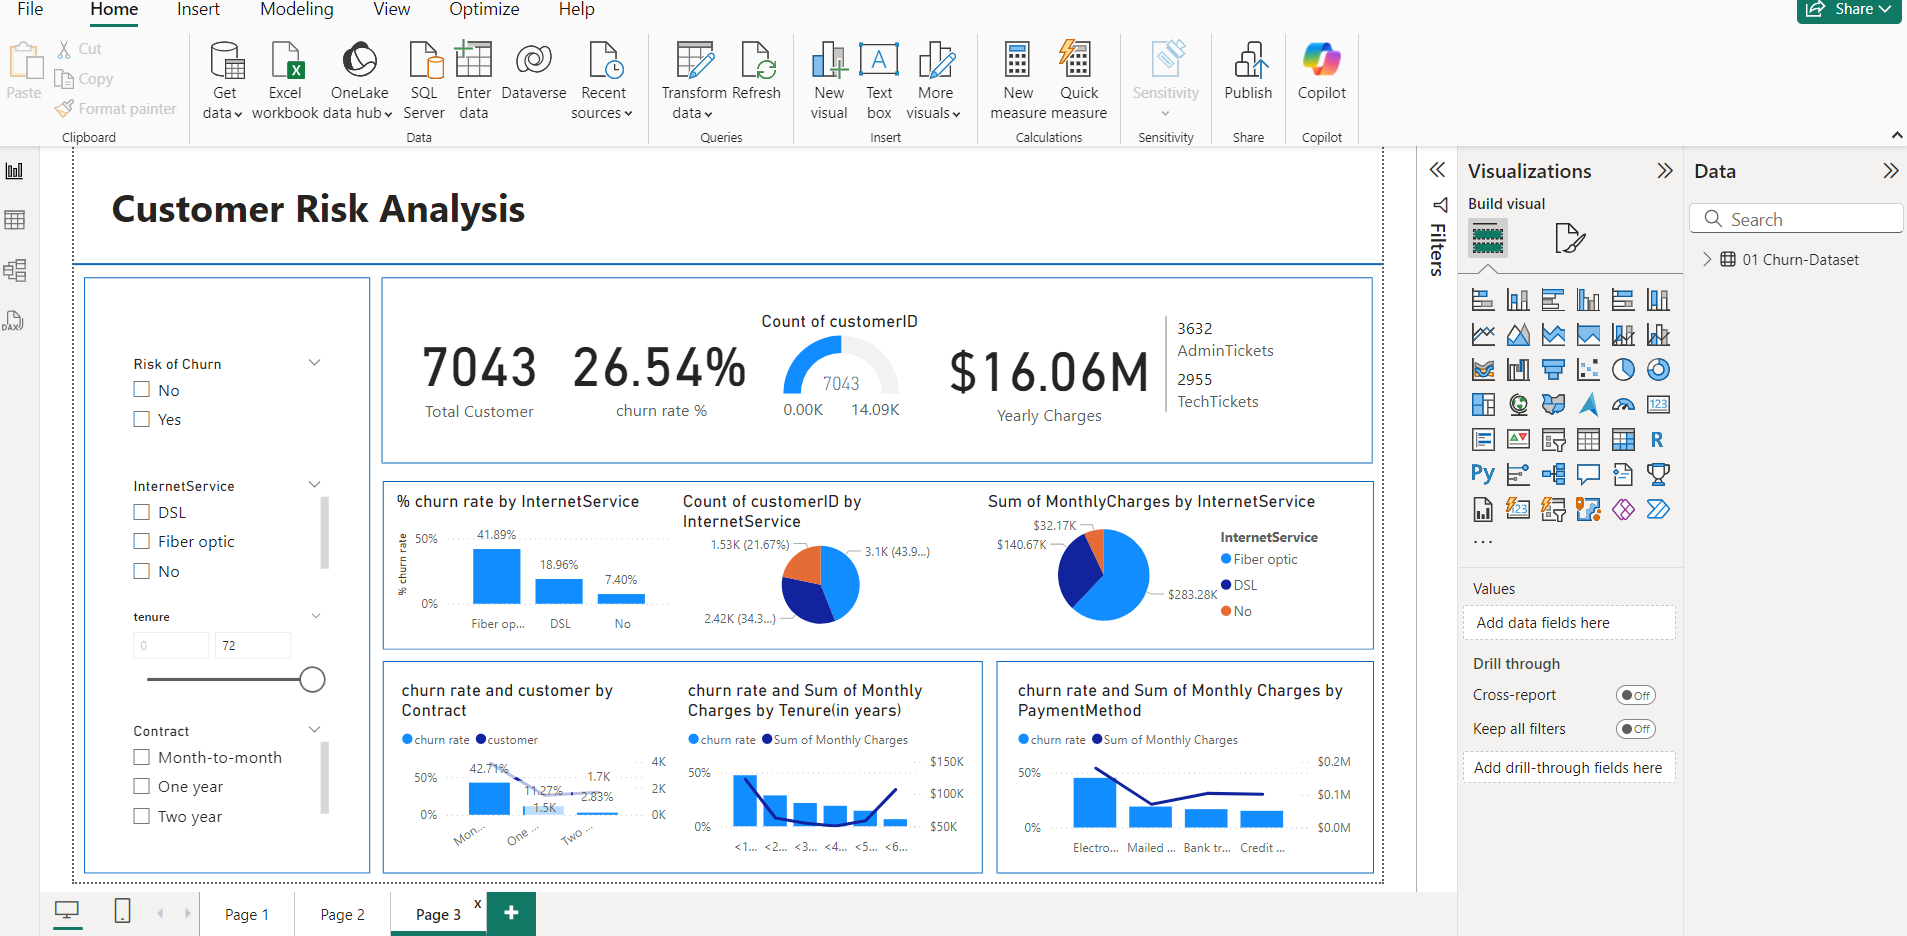 File Home Insert Modeling View Optimize Help
Share
Paste
Cut
Copy
Format painter
Clipboard
Get data
Excel workbook
OneLake data hub
SQL Server
Enter data
Dataverse
Recent sources
Data
Transform data
Refresh
Queries
New visual
Text box
More visuals
Insert
New measure
Quick measure
Calculations
Sensitivity
Sensitivity
Publish
Share
Copilot
Copilot
Customer Risk Analysis
Risk of Churn
No
Yes
InternetService
DSL
Fiber optic
No
tenure
0
72
Contract
Month-to-month
One year
Two year
7043
Total Customer
26.54%
churn rate %
Count of customerID
7043
0.00K 14.09K
$16.06M
Yearly Charges
3632
AdminTickets
2955
TechTickets
% churn rate by InternetService
% churn rate
50%
0%
41.89%
18.96%
7.40%
Fiber op... DSL No
Count of customerID by
InternetService
1.53K (21.67%)
3.1K (43.9...)
2.42K (34.3...)
Sum of MonthlyCharges by InternetService
$32.17K
$140.67K
$283.28K
InternetService
Fiber optic
DSL
No
churn rate and customer by
Contract
churn rate customer
50%
0%
42.71%
11.27%
1.5K
1.7K
2.83%
4K
2K
0K
Mon... One ... Two ...
churn rate and Sum of Monthly
Charges by Tenure(in years)
churn rate Sum of Monthly Charges
50%
0%
$150K
$100K
$50K
<1... <2... <3... <4... <5... <6...
churn rate and Sum of Monthly Charges by
PaymentMethod
churn rate Sum of Monthly Charges
50%
0%
$0.2M
$0.1M
$0.0M
Electro... Mailed ... Bank tr... Credit ...
Filters
Visualizations
Build visual
123
R
Py
123
...
Values
Add data fields here
Drill through
Cross-report
Off
Keep all filters
Off
Add drill-through fields here
Data
Search
01 Churn-Dataset
DAX
Page 1
Page 2
Page 3
x
+